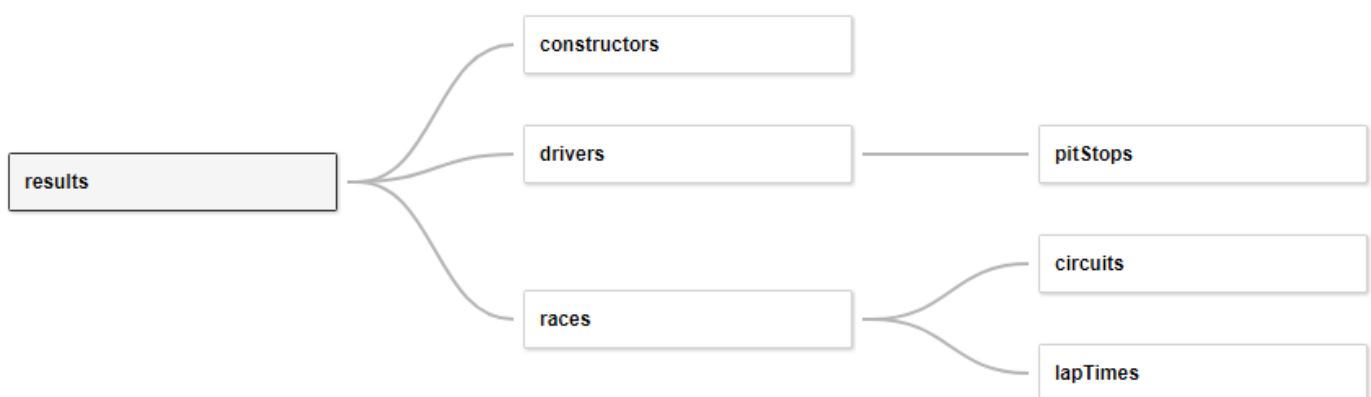 constructors
drivers
pitStops
results
circuits
races
lapTimes